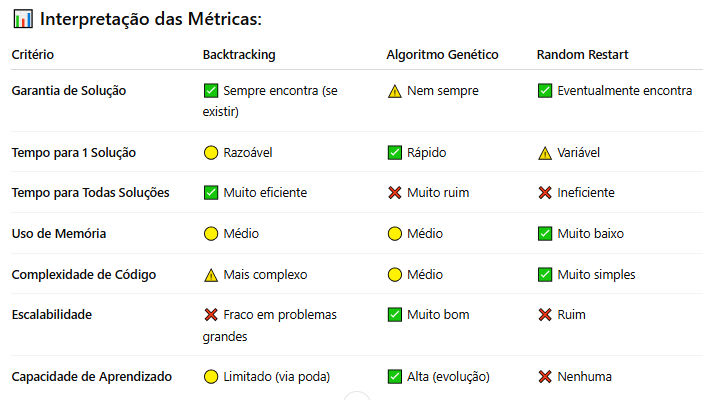 📊 Interpretação das Métricas:
Critério Backtracking Algoritmo Genético Random Restart
Garantia de Solução ✅ Sempre encontra (se existir) ⚠️ Nem sempre ✅ Eventualmente encontra
Tempo para 1 Solução 🟡 Razoável ✅ Rápido ⚠️ Variável
Tempo para Todas Soluções ✅ Muito eficiente ❌ Muito ruim ❌ Ineficiente
Uso de Memória 🟡 Médio 🟡 Médio ✅ Muito baixo
Complexidade de Código ⚠️ Mais complexo 🟡 Médio ✅ Muito simples
Escalabilidade ❌ Fraco em problemas grandes ✅ Muito bom ❌ Ruim
Capacidade de Aprendizado 🟡 Limitado (via poda) ✅ Alta (evolução) ❌ Nenhuma